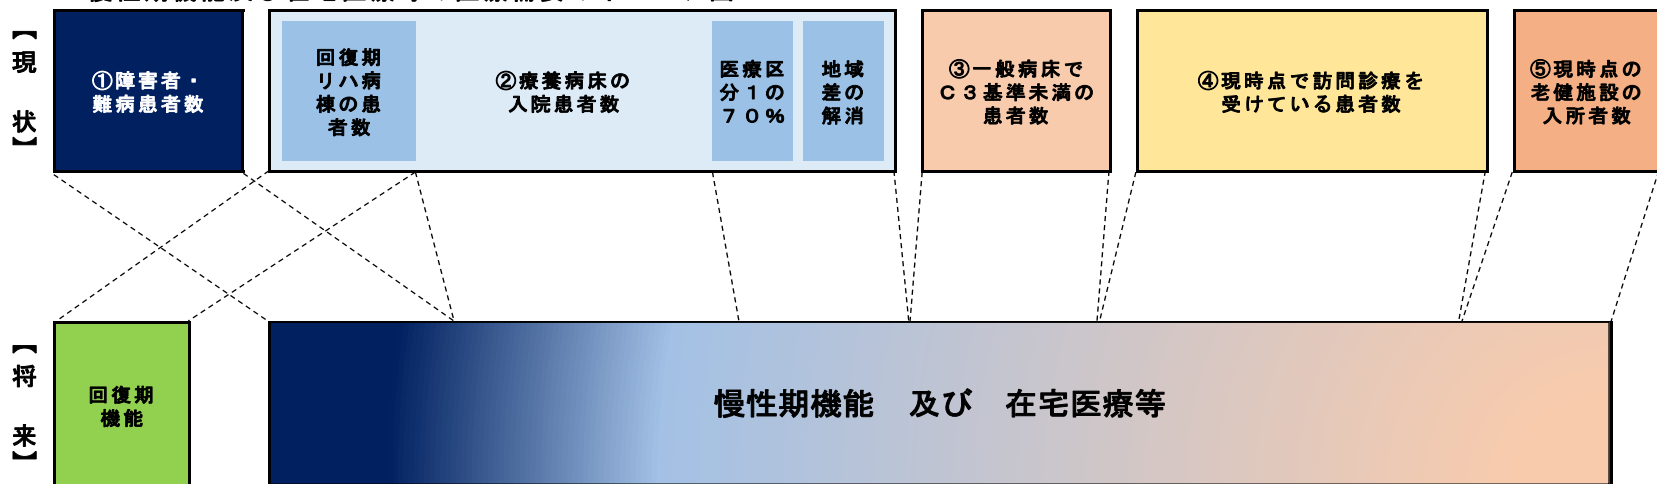 【現状】
①障害者・
難病患者数
回復期
リハ病
棟の患
者数
②療養病床の
入院患者数
医療区
分１の
７０％
地域
差の
解消
③一般病床で
Ｃ３基準未満の
患者数
④現時点で訪問診療を
受けている患者数
⑤現時点の
老健施設の
入所者数
【将来】
回復期
機能
慢性期機能　及び　在宅医療等